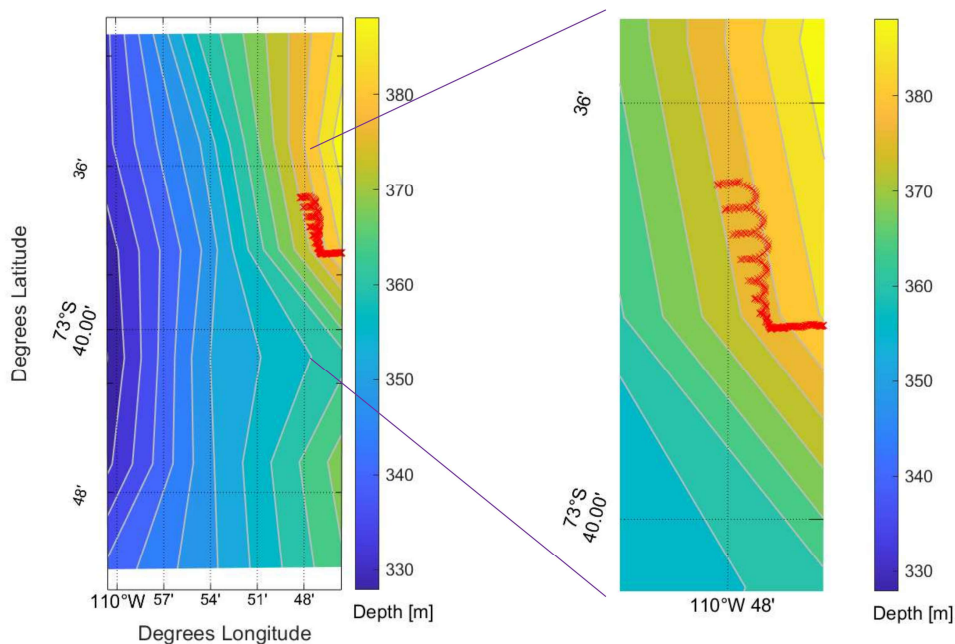 380
36'
370
73°S
40.00'
360
350
340
48'
330
110°W 57' 54' 51' 48'
Depth [m]
Degrees Longitude
Degrees Latitude
380
36'
370
360
350
340
73°S
40.00'
330
110°W 48'
Depth [m]